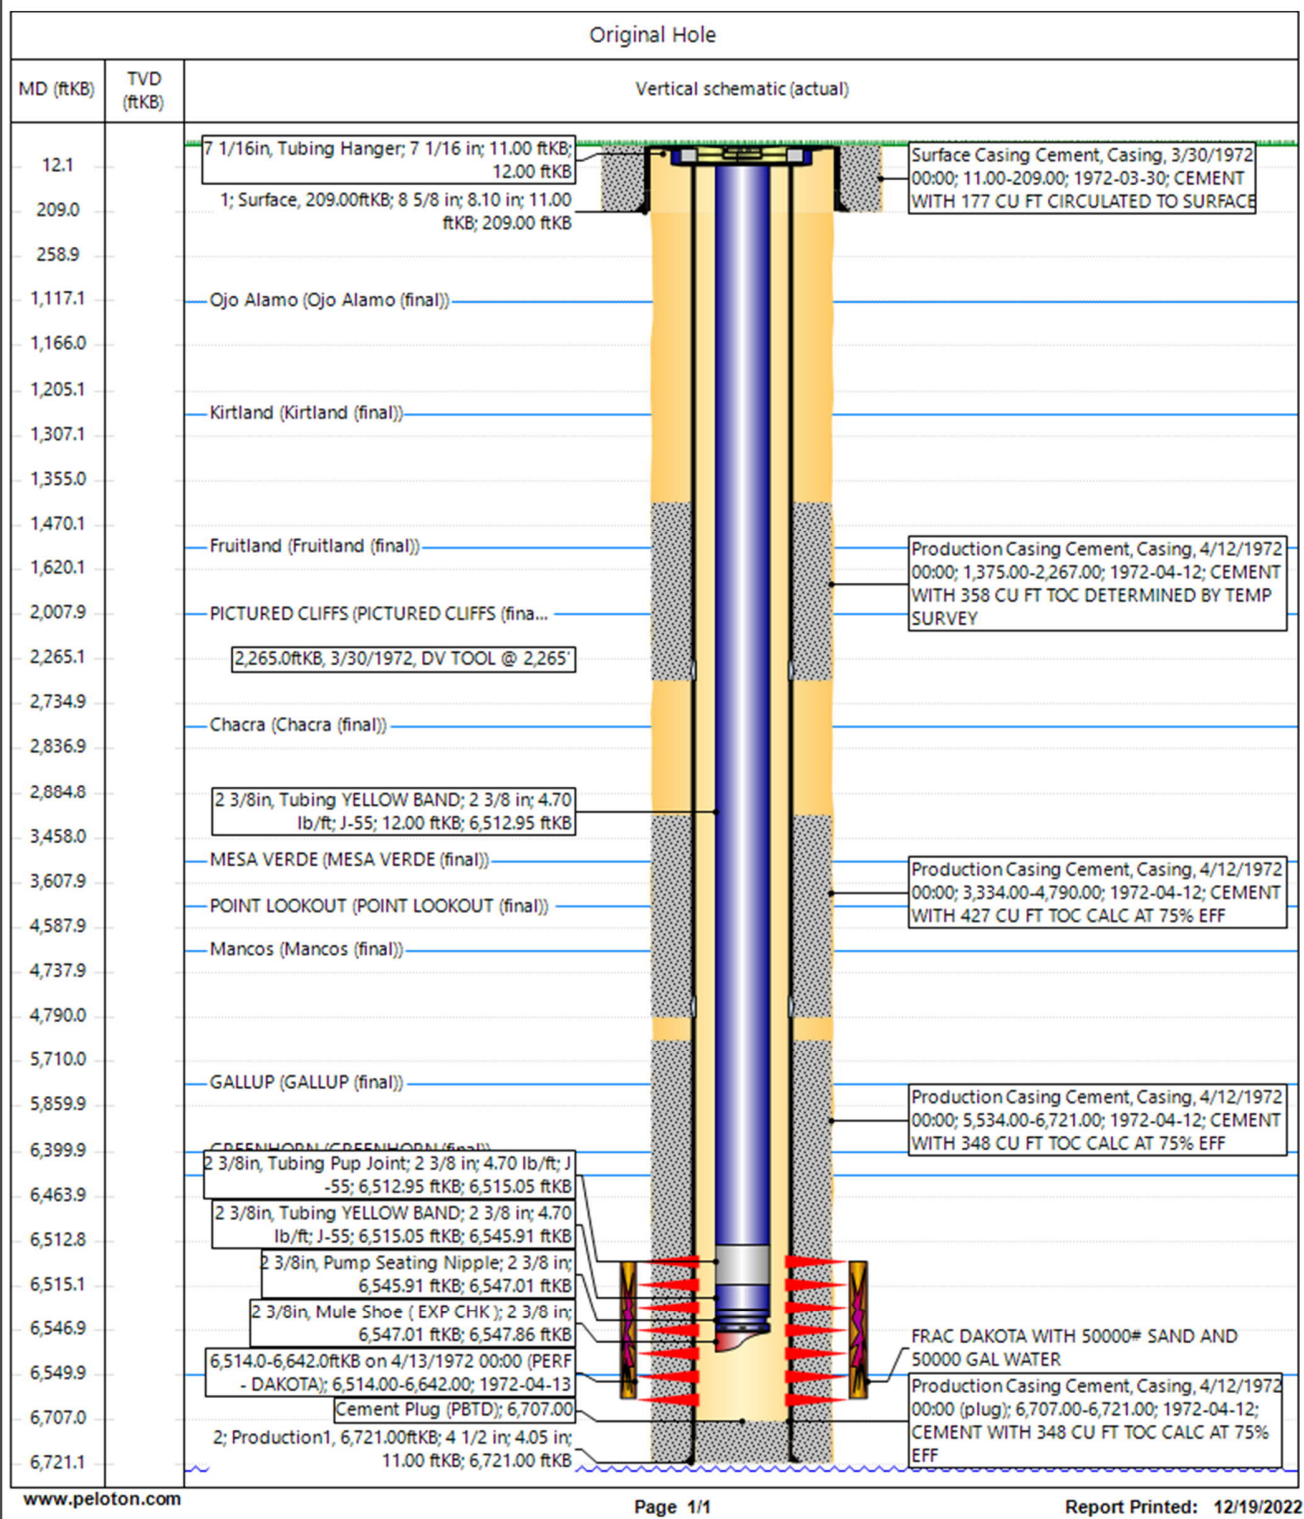 Original Hole
MD (ftKB)
TVD
(ftKB)
Vertical schematic (actual)
12.1
209.0
258.9
1,117.1
1,166.0
1,205.1
1,307.1
1,355.0
1,470.1
1,620.1
2,007.9
2,265.1
2,734.9
2,836.9
2,884.8
3,458.0
3,607.9
4,587.9
4,737.9
4,790.0
5,710.0
5,859.9
6,399.9
6,463.9
6,512.8
6,515.1
6,546.9
6,549.9
6,707.0
6,721.1
7 1/16in, Tubing Hanger; 7 1/16 in; 11.00 ftKB;
12.00 ftKB
1; Surface, 209.00ftKB; 8 5/8 in; 8.10 in; 11.00
ftKB; 209.00 ftKB
Ojo Alamo (Ojo Alamo (final))
Kirtland (Kirtland (final))
Fruitland (Fruitland (final))
PICTURED CLIFFS (PICTURED CLIFFS (fina...
2,265.0ftKB, 3/30/1972, DV TOOL @ 2,265'
Chacra (Chacra (final))
2 3/8in, Tubing YELLOW BAND; 2 3/8 in; 4.70
lb/ft; J-55; 12.00 ftKB; 6,512.95 ftKB
MESA VERDE (MESA VERDE (final))
POINT LOOKOUT (POINT LOOKOUT (final))
Mancos (Mancos (final))
GALLUP (GALLUP (final))
GREENHORN (GREENHORN (final))
2 3/8in, Tubing Pup Joint; 2 3/8 in; 4.70 lb/ft; J
-55; 6,512.95 ftKB; 6,515.05 ftKB
2 3/8in, Tubing YELLOW BAND; 2 3/8 in; 4.70
lb/ft; J-55; 6,515.05 ftKB; 6,545.91 ftKB
2 3/8in, Pump Seating Nipple; 2 3/8 in;
6,545.91 ftKB; 6,547.01 ftKB
2 3/8in, Mule Shoe ( EXP CHK ); 2 3/8 in;
6,547.01 ftKB; 6,547.86 ftKB
6,514.0-6,642.0ftKB on 4/13/1972 00:00 (PERF
- DAKOTA); 6,514.00-6,642.00; 1972-04-13
Cement Plug (PBTD); 6,707.00
2; Production1, 6,721.00ftKB; 4 1/2 in; 4.05 in;
11.00 ftKB; 6,721.00 ftKB
Surface Casing Cement, Casing, 3/30/1972
00:00; 11.00-209.00; 1972-03-30; CEMENT
WITH 177 CU FT CIRCULATED TO SURFACE
Production Casing Cement, Casing, 4/12/1972
00:00; 1,375.00-2,267.00; 1972-04-12; CEMENT
WITH 358 CU FT TOC DETERMINED BY TEMP
SURVEY
Production Casing Cement, Casing, 4/12/1972
00:00; 3,334.00-4,790.00; 1972-04-12; CEMENT
WITH 427 CU FT TOC CALC AT 75% EFF
Production Casing Cement, Casing, 4/12/1972
00:00; 5,534.00-6,721.00; 1972-04-12; CEMENT
WITH 348 CU FT TOC CALC AT 75% EFF
FRAC DAKOTA WITH 50000# SAND AND
50000 GAL WATER
Production Casing Cement, Casing, 4/12/1972
00:00 (plug); 6,707.00-6,721.00; 1972-04-12;
CEMENT WITH 348 CU FT TOC CALC AT 75%
EFF
www.peloton.com
Page 1/1
Report Printed: 12/19/2022